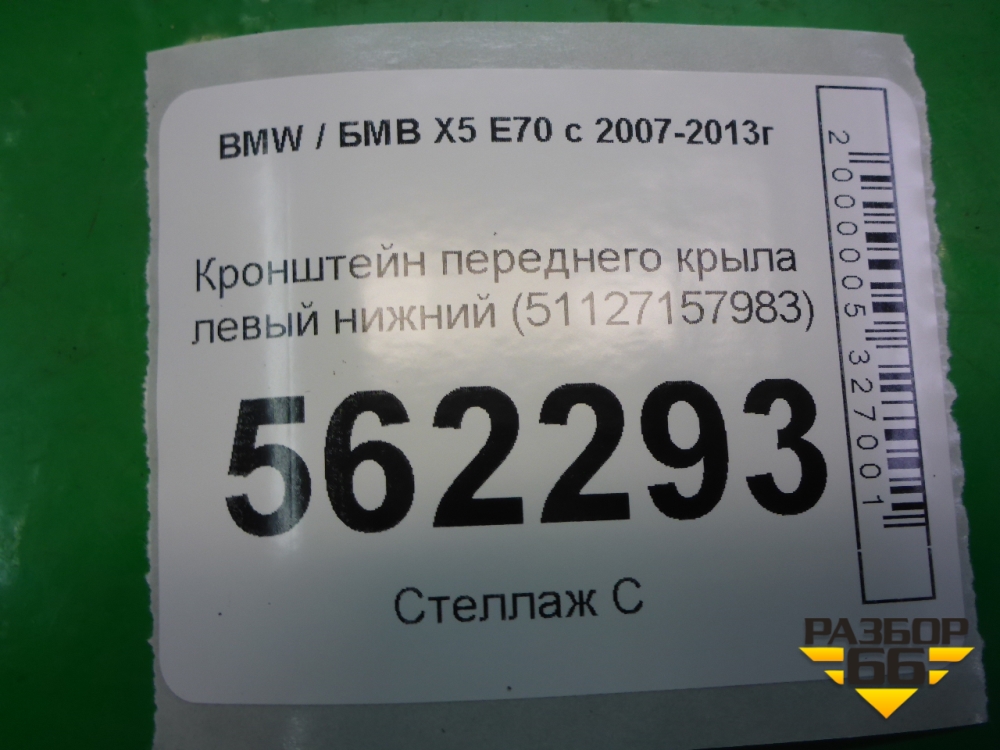 BMW / БМВ X5 E70 с 2007-2013г
Кронштейн переднего крыла
левый нижний (51127157983)
562293
Стеллаж С
2000005327001
РАЗБОР
66